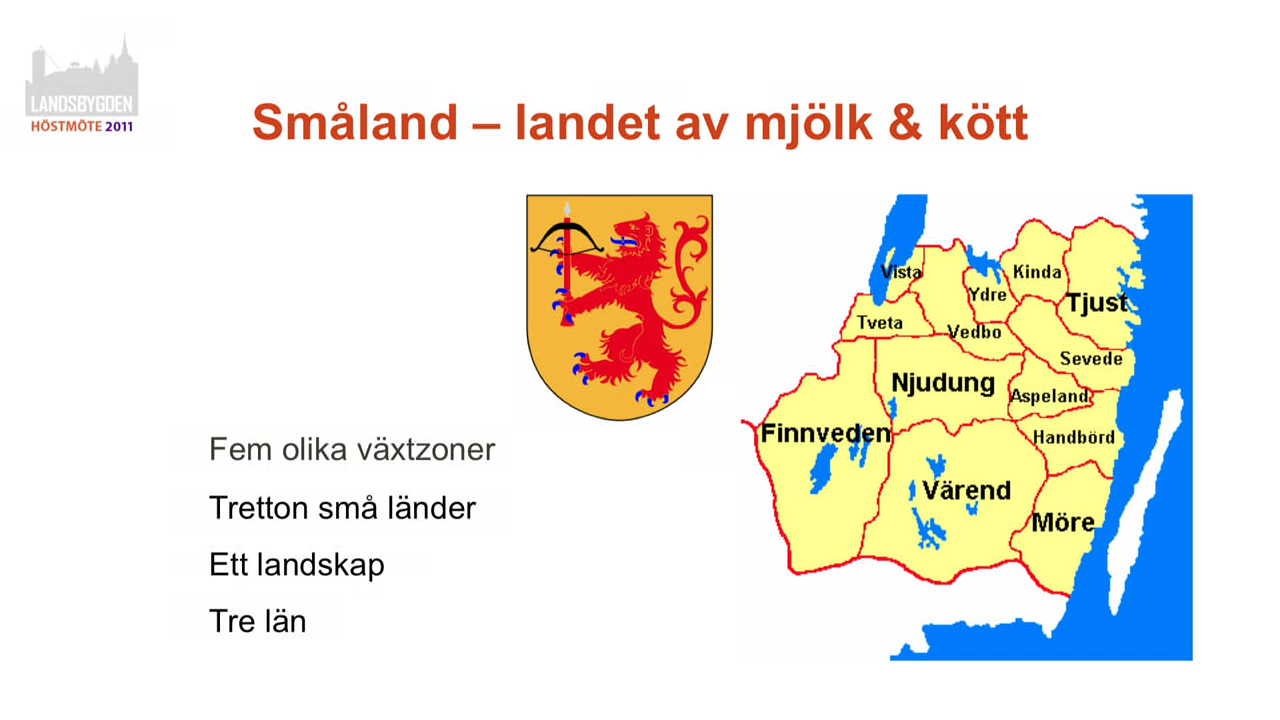 LANDSBYGDEN
HÖSTMÖTE 2011
Småland – landet av mjölk & kött
Vista
Kinda
Ydre
Tjust
Tveta
Vedbo
Sevede
Njudung
Aspeland
Finnveden
Handbörd
Värend
Möre
Fem olika växtzoner
Tretton små länder
Ett landskap
Tre län